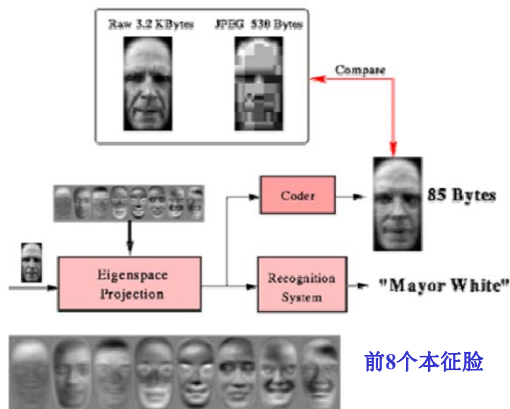 Raw 3.2 KBytes
JPEG 530 Bytes
Compare
Coder
85 Bytes
Eigenspace
Projection
Recognition
System
"Mayor White"
前8个本征脸